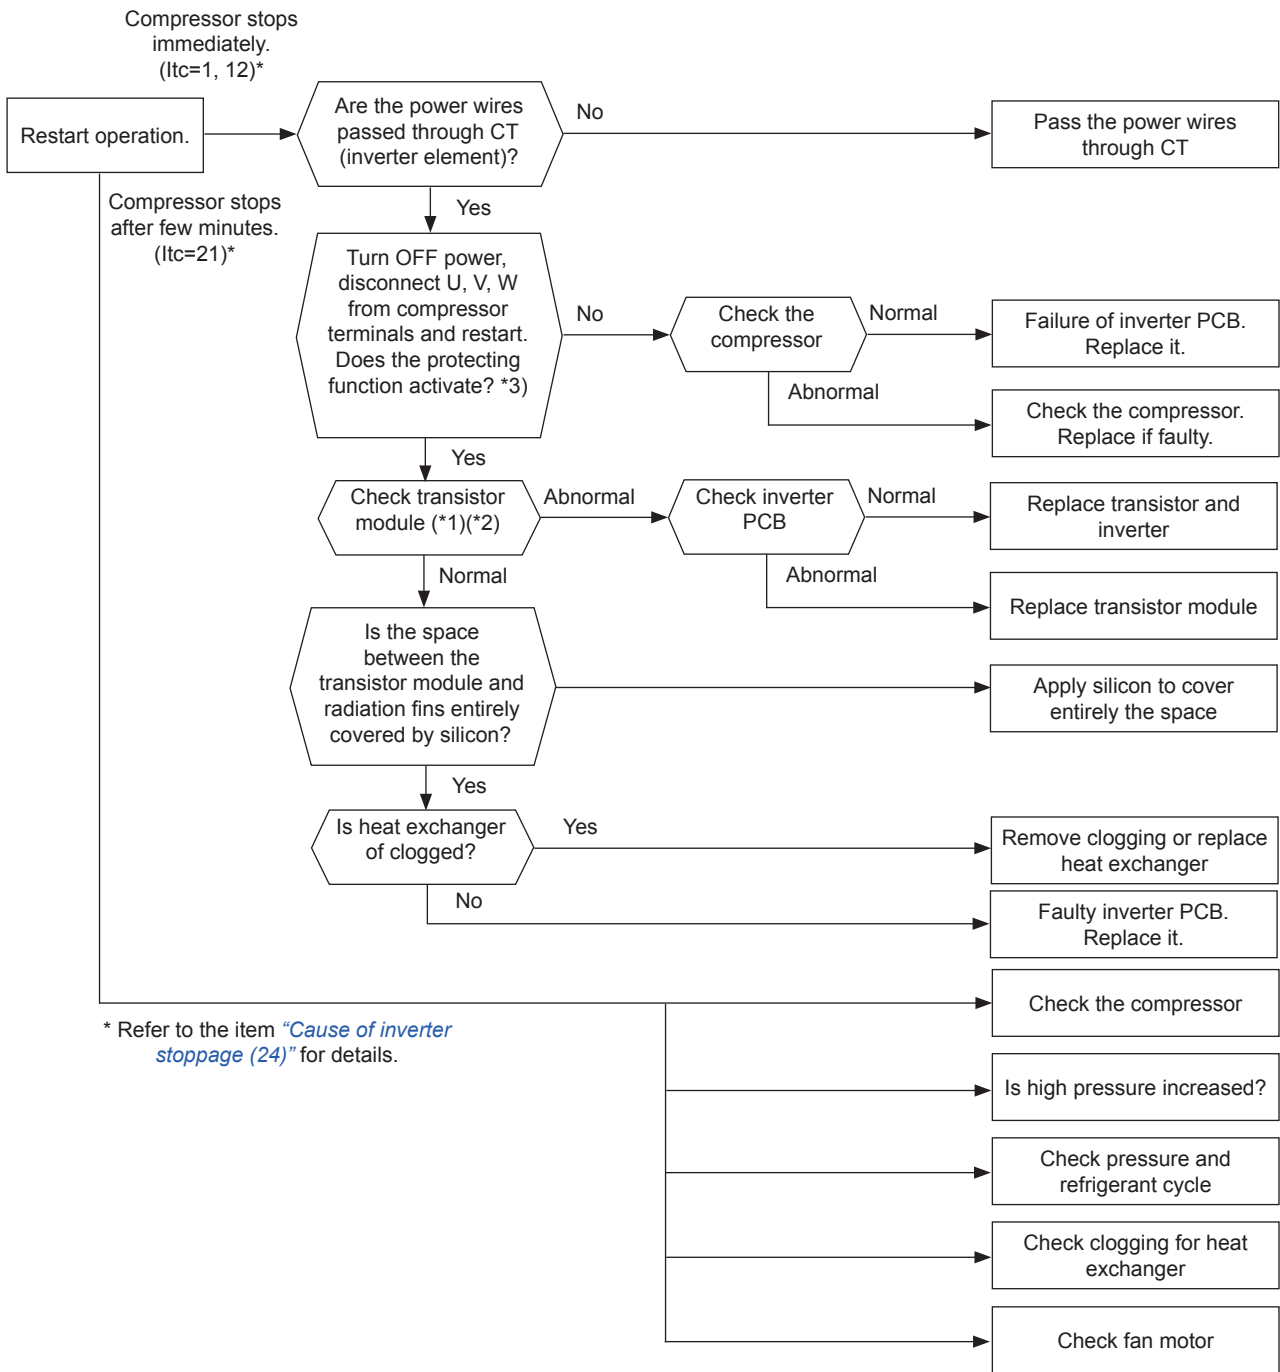 Compressor stops
immediately.
(Itc=1, 12)*
Restart operation.
Are the power wires
passed through CT
(inverter element)?
No
Pass the power wires
through CT
Compressor stops
after few minutes.
(Itc=21)*
Yes
Turn OFF power,
disconnect U, V, W
from compressor
terminals and restart.
Does the protecting
function activate? *3)
No
Check the
compressor
Normal
Failure of inverter PCB.
Replace it.
Abnormal
Check the compressor.
Replace if faulty.
Yes
Check transistor
module (*1)(*2)
Abnormal
Check inverter
PCB
Normal
Replace transistor and
inverter
Abnormal
Replace transistor module
Normal
Is the space
between the
transistor module and
radiation fins entirely
covered by silicon?
Apply silicon to cover
entirely the space
Yes
Is heat exchanger
of clogged?
Yes
Remove clogging or replace
heat exchanger
No
Faulty inverter PCB.
Replace it.
Check the compressor
* Refer to the item "Cause of inverter
stoppage (24)" for details.
Is high pressure increased?
Check pressure and
refrigerant cycle
Check clogging for heat
exchanger
Check fan motor